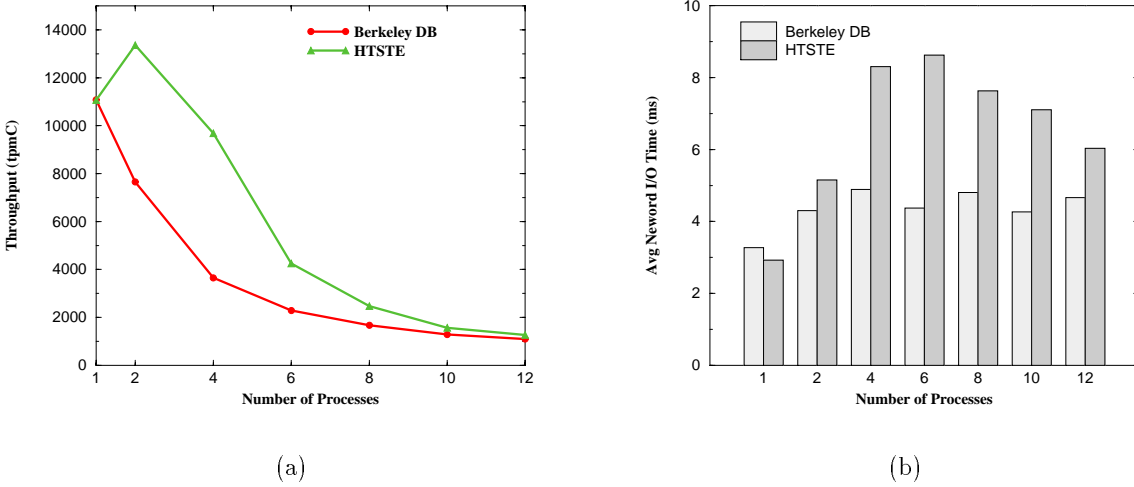 14000
12000
10000
8000
6000
4000
2000
0
1
2
4
6
8
10
12
Throughput (tpmC)
Number of Processes
Berkeley DB
HTSTE
(a)
10
8
6
4
2
0
1
2
4
6
8
10
12
Avg Neword I/O Time (ms)
Number of Processes
Berkeley DB
HTSTE
(b)